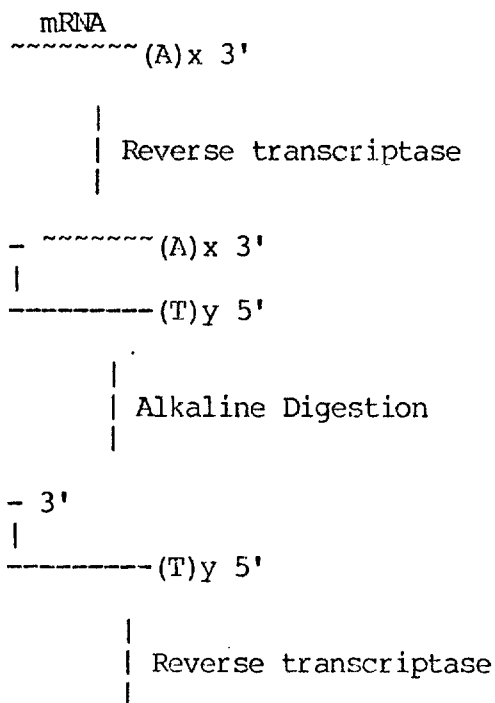 mRNA
~~~~~~~~ (A)x 3'
Reverse transcriptase
- ~~~~~~~ (A)x 3'
---------(T)y 5'
Alkaline Digestion
- 3'
---------(T)y 5'
Reverse transcriptase